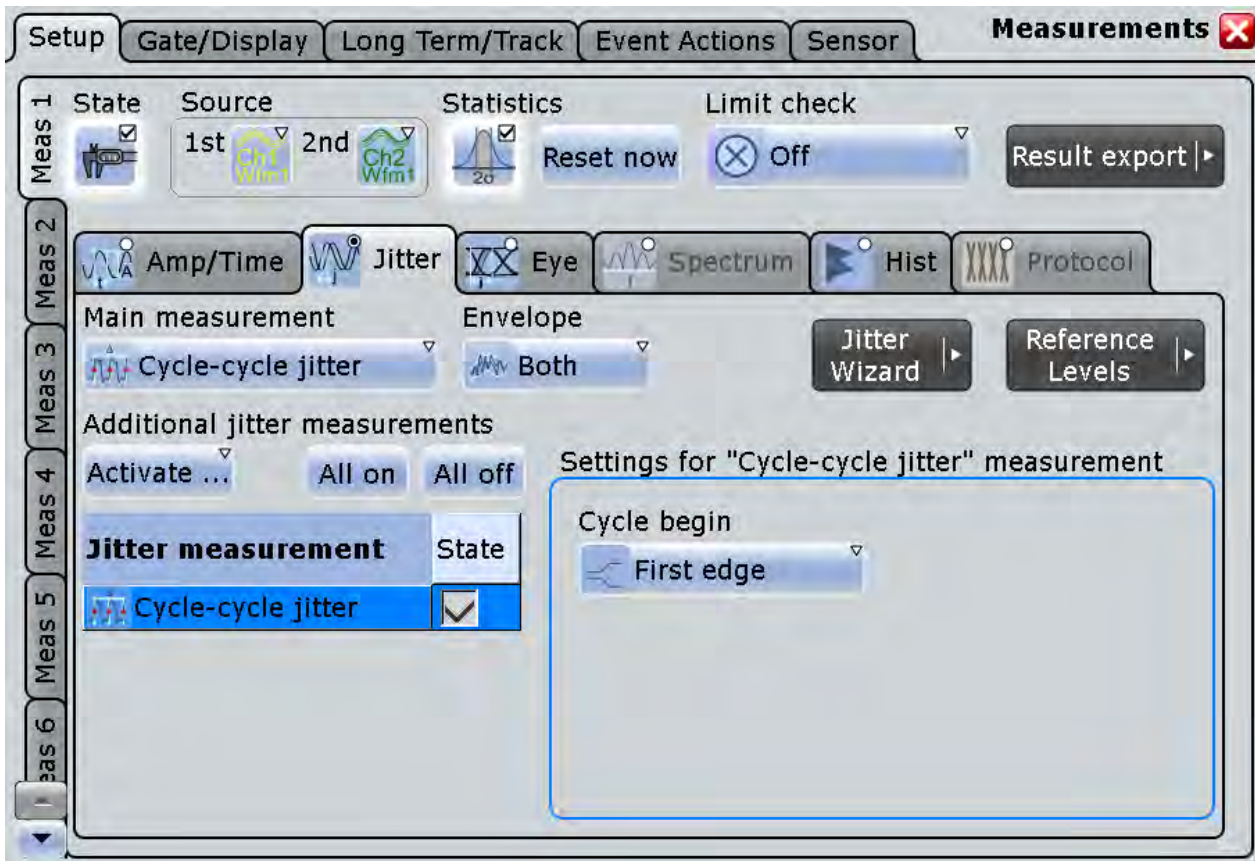 Setup Gate/Display Long Term/Track Event Actions Sensor Measurements
Meas 1
Meas 2
Meas 3
Meas 4
Meas 5
eas 6
State Source Statistics Limit check
1st Ch1 Wfm1 2nd Ch2 Wfm1 2σ Reset now Off Result export
Amp/Time Jitter Eye Spectrum Hist Protocol
Main measurement Envelope
Cycle-cycle jitter Both Jitter Wizard Reference Levels
Additional jitter measurements
Activate ... All on All off
Settings for "Cycle-cycle jitter" measurement
Jitter measurement State
Cycle-cycle jitter
Cycle begin
First edge